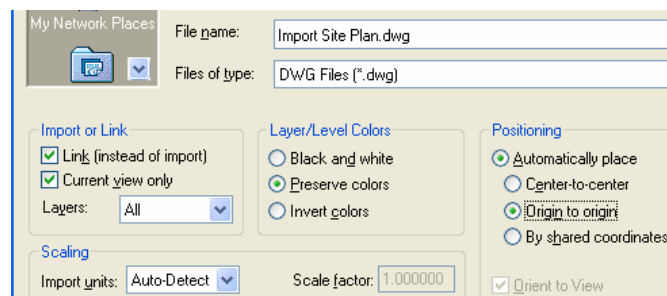 My Network Places
File name: Import Site Plan.dwg
Files of type: DWG Files (*.dwg)
Import or Link
Link (instead of import)
Current view only
Layers: All
Layer/Level Colors
Black and white
Preserve colors
Invert colors
Positioning
Automatically place
Center-to-center
Origin to origin
By shared coordinates
Orient to View
Scaling
Import units: Auto-Detect
Scale factor: 1.000000